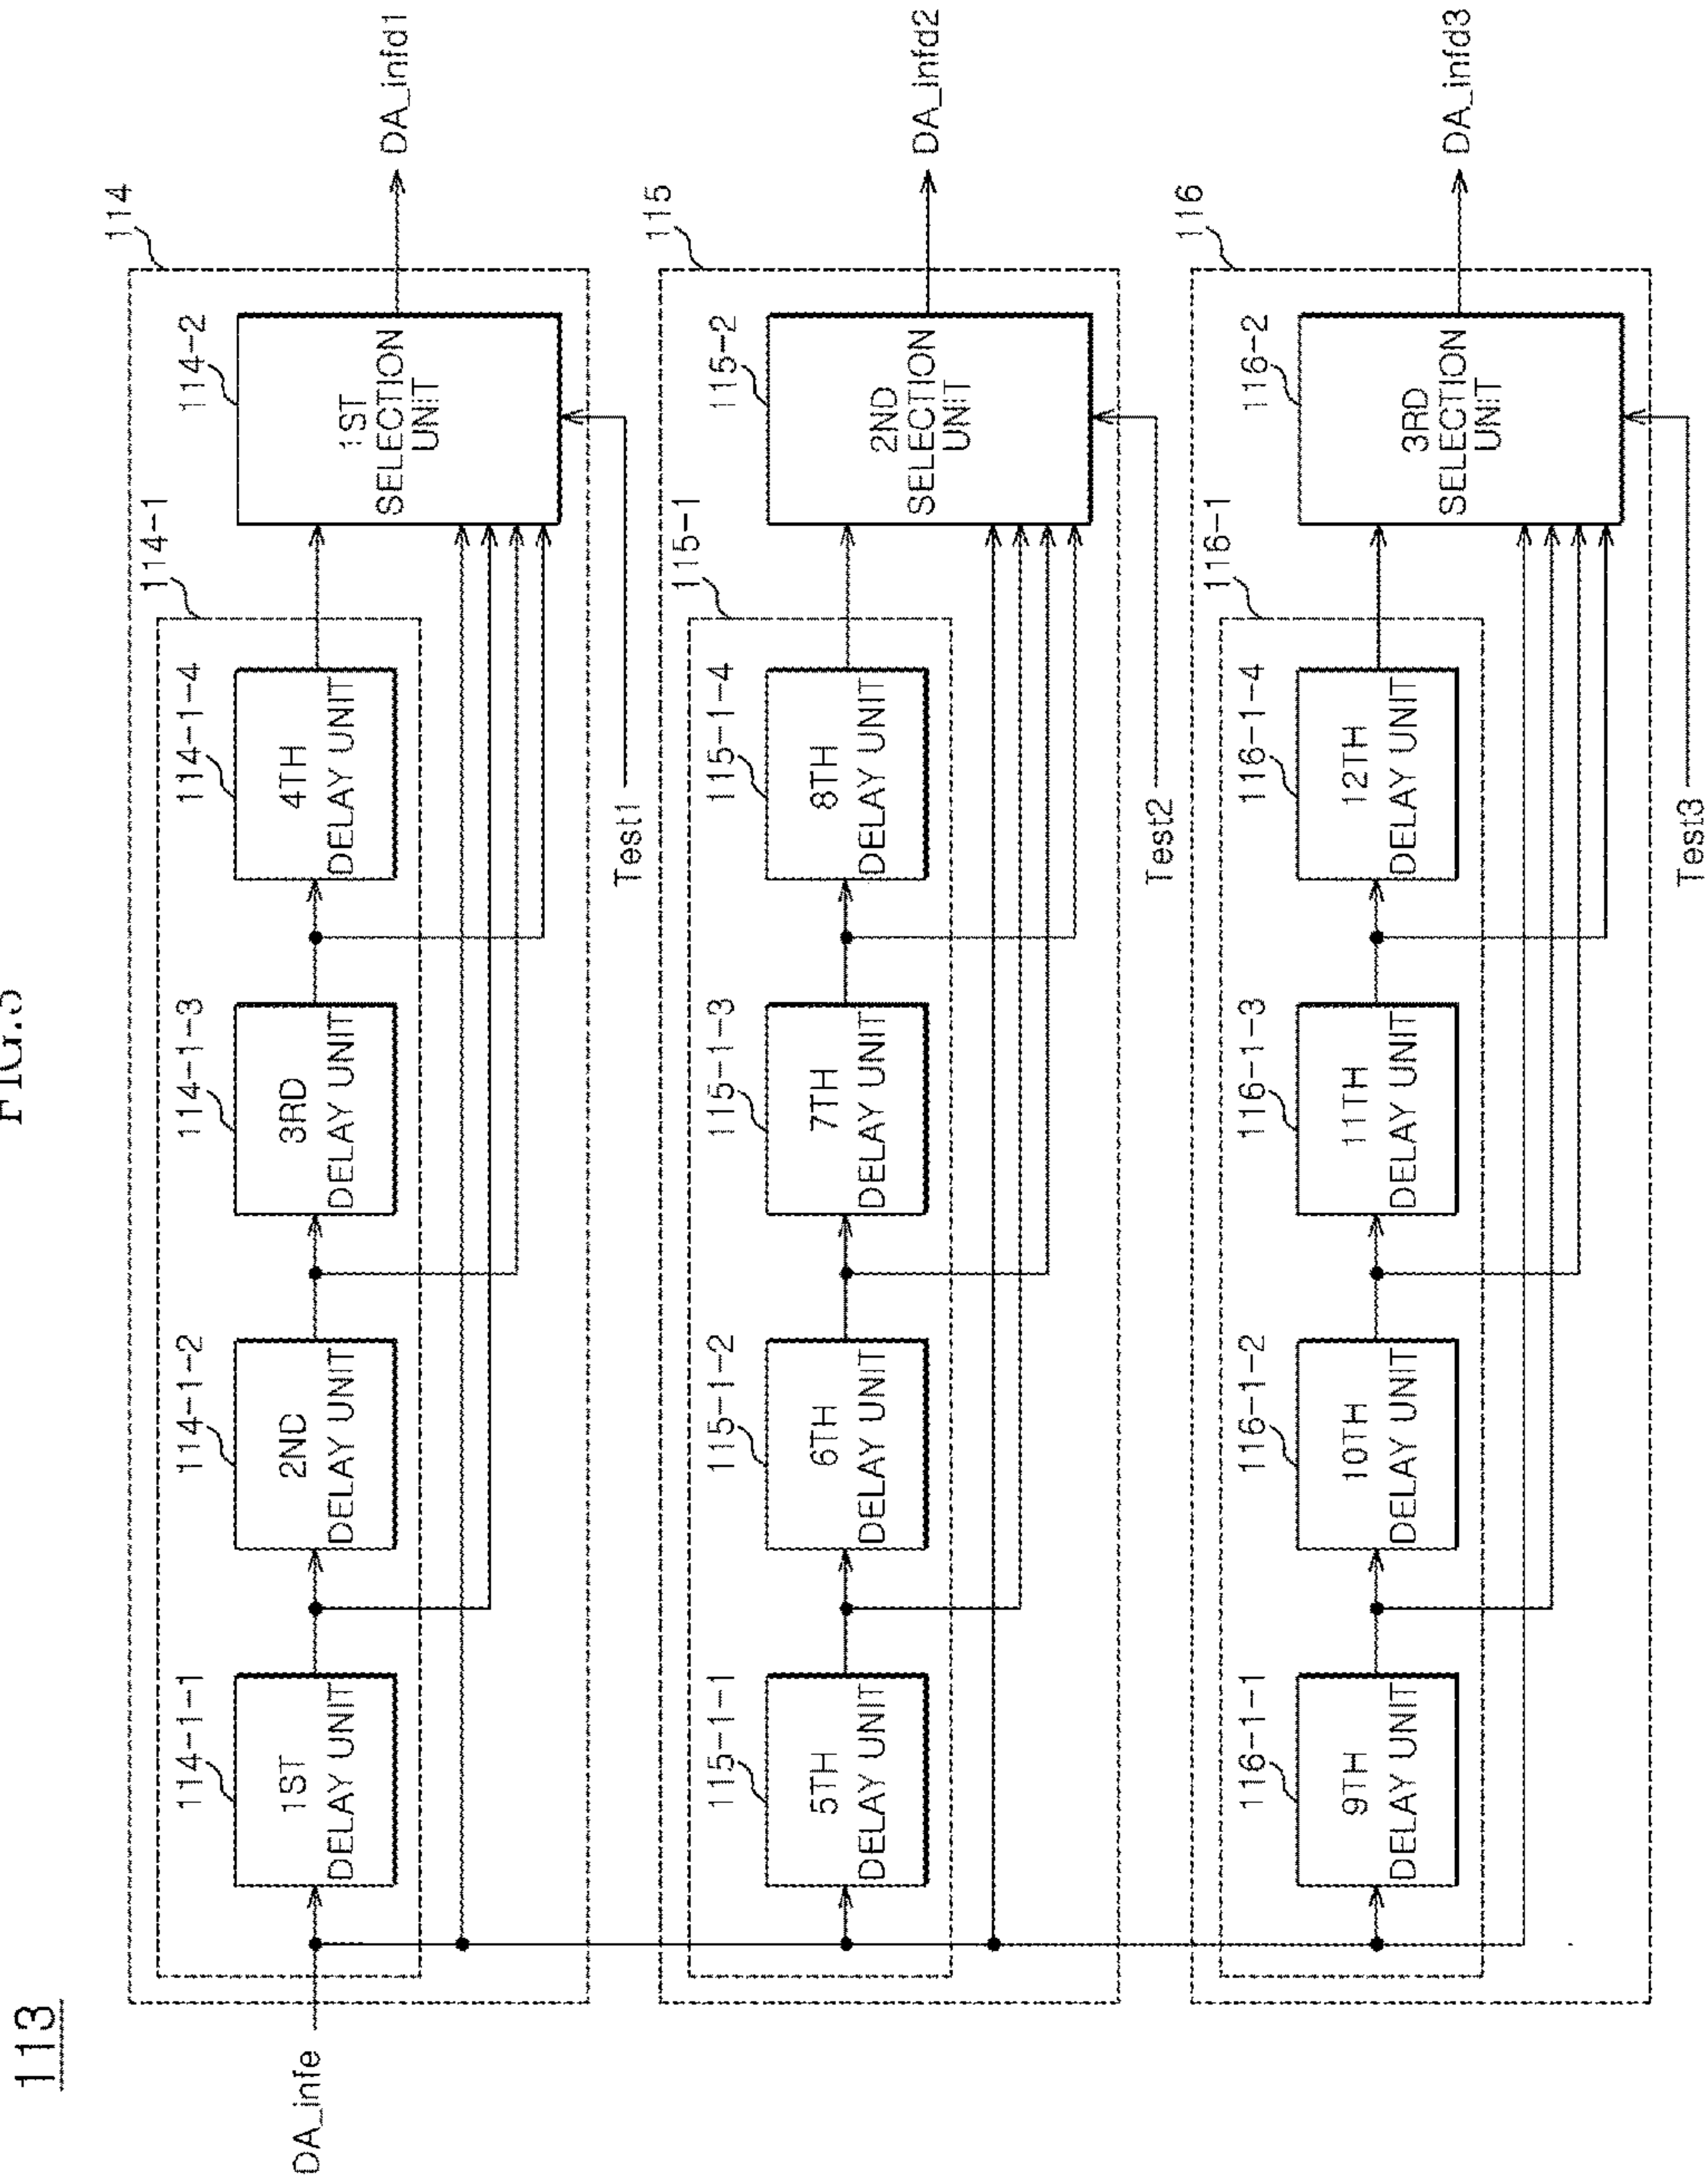 113
DA_infe
114
114-1
114-1-1
1ST
DELAY UNIT
114-1-2
2ND
DELAY UNIT
114-1-3
3RD
DELAY UNIT
114-1-4
4TH
DELAY UNIT
114-2
1ST
SELECTION
UNIT
DA_infd1
Test1
115
115-1
115-1-1
5TH
DELAY UNIT
115-1-2
6TH
DELAY UNIT
115-1-3
7TH
DELAY UNIT
115-1-4
8TH
DELAY UNIT
115-2
2ND
SELECTION
UNIT
DA_infd2
Test2
116
116-1
116-1-1
9TH
DELAY UNIT
116-1-2
10TH
DELAY UNIT
116-1-3
11TH
DELAY UNIT
116-1-4
12TH
DELAY UNIT
116-2
3RD
SELECTION
UNIT
DA_infd3
Test3